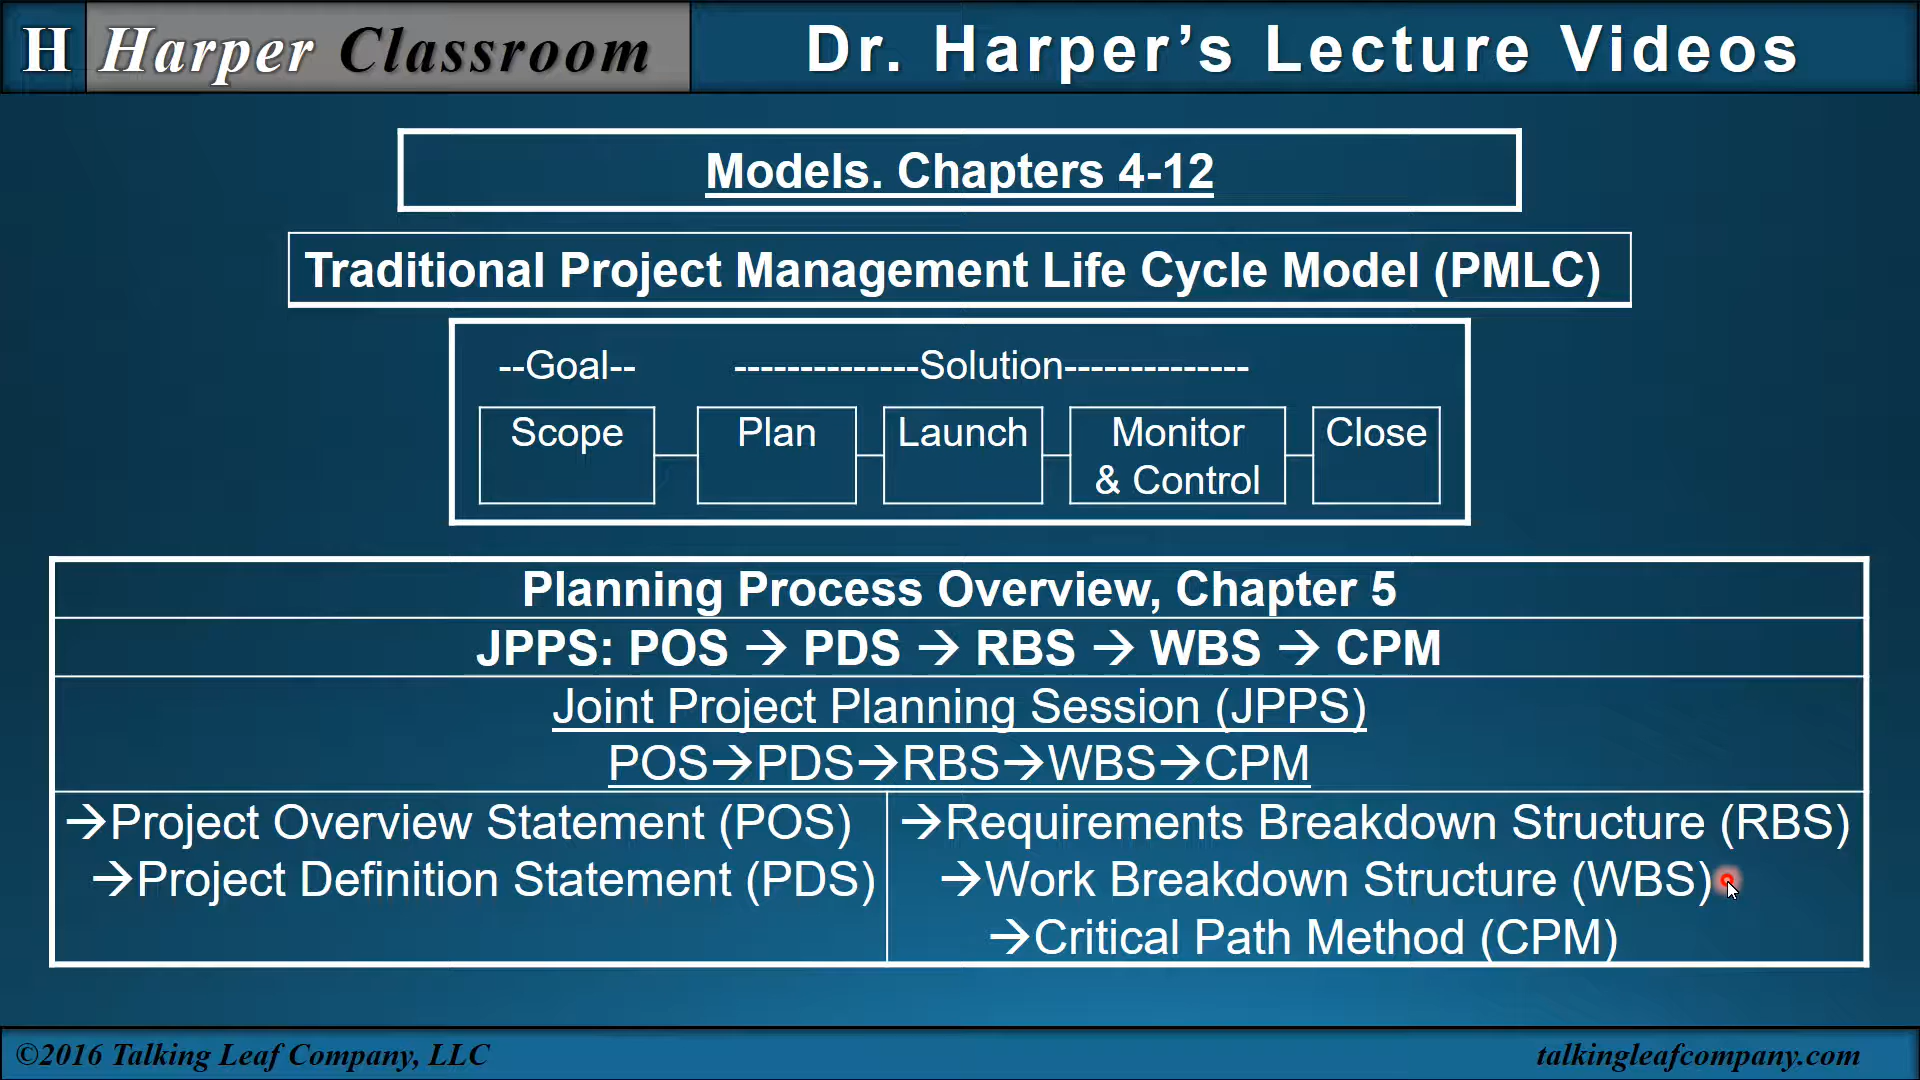 H Harper Classroom
Dr. Harper's Lecture Videos
Models. Chapters 4-12
Traditional Project Management Life Cycle Model (PMLC)
--Goal-- --------------Solution--------------
Scope Plan Launch Monitor & Control Close
Planning Process Overview, Chapter 5
JPPS: POS → PDS → RBS → WBS → CPM
Joint Project Planning Session (JPPS)
POS→PDS→RBS→WBS→CPM
→Project Overview Statement (POS)
→Project Definition Statement (PDS)
→Requirements Breakdown Structure (RBS)
→Work Breakdown Structure (WBS)
→Critical Path Method (CPM)
©2016 Talking Leaf Company, LLC
talkingleafcompany.com